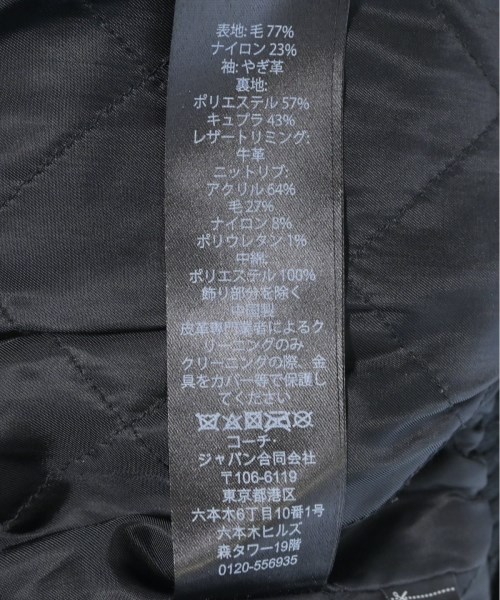 表地: 毛 77%
ナイロン 23%
袖: やぎ革
裏地:
ポリエステル 57%
キュプラ 43%
レザートリミング:
牛革
ニットリブ:
アクリル 64%
毛 27%
ナイロン 8%
ポリウレタン 1%
中綿:
ポリエステル 100%
飾り部分を除く
中国製
皮革専門業者によるク
リーニングのみ
クリーニングの際、金
具をカバー等で保護し
てください
コーチ・
ジャパン合同会社
〒106-6119
東京都港区
六本木6丁目10番1号
六本木ヒルズ
森タワー19階
0120-556935